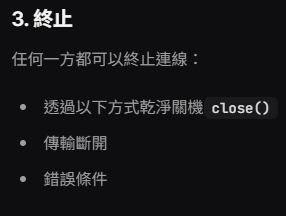 3. 終止
任何一方都可以終止連線：
透過以下方式乾淨關機 close()
傳輸斷開
錯誤條件